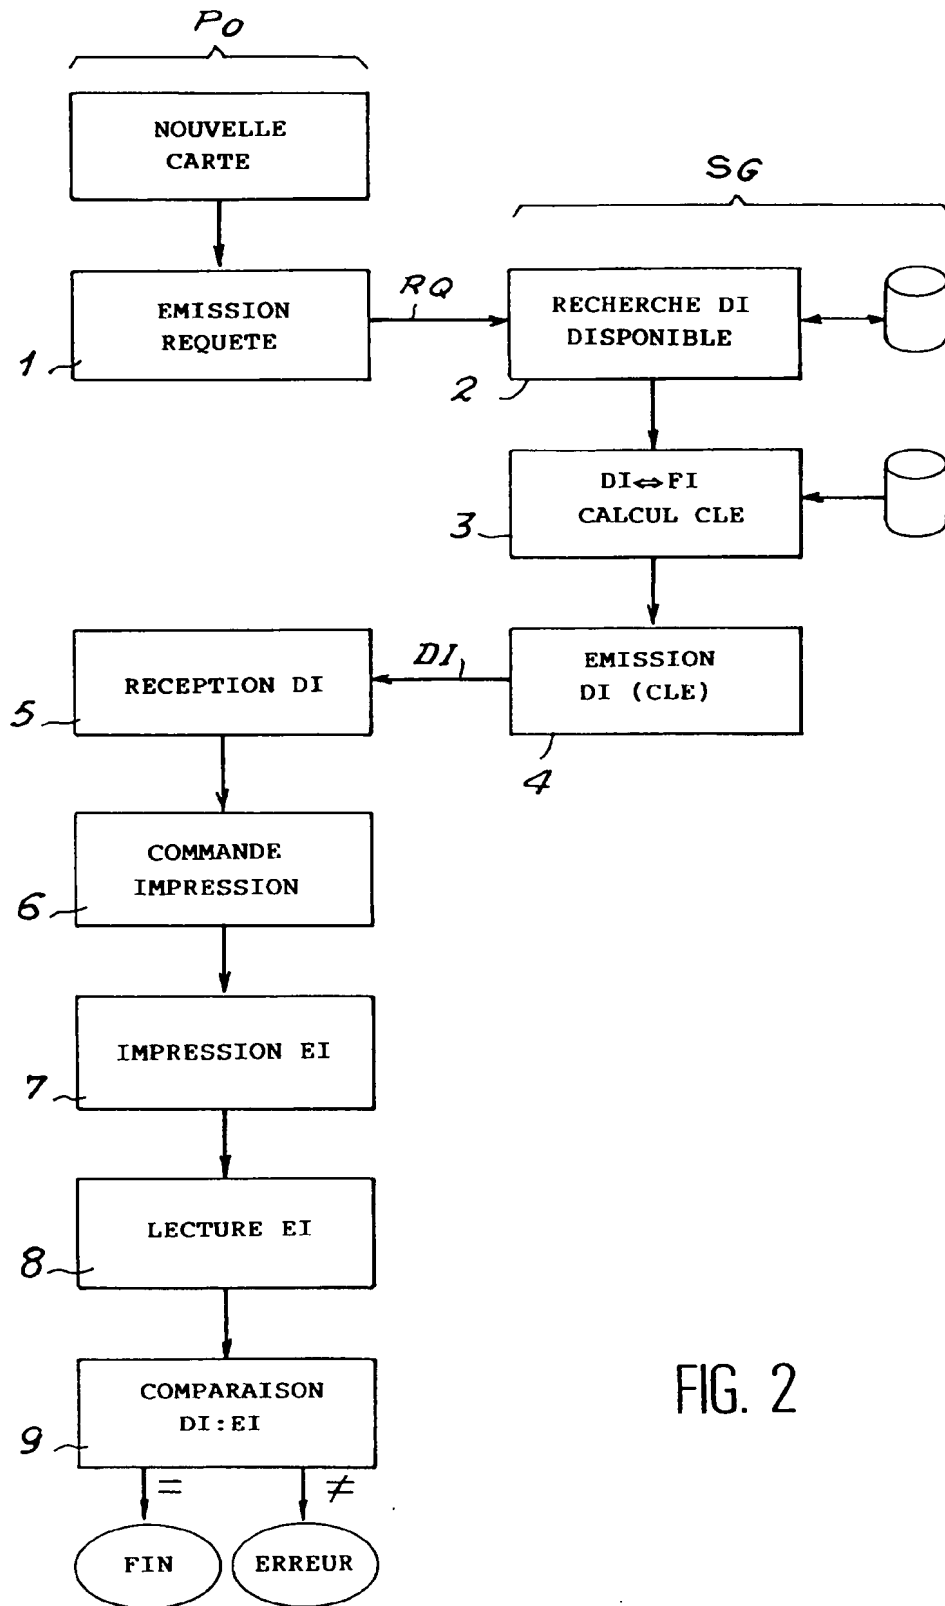 PO
NOUVELLE
CARTE
SG
EMISSION
REQUETE
1
RQ
RECHERCHE DI
DISPONIBLE
2
DI⇔FI
CALCUL CLE
3
EMISSION
DI (CLE)
4
DI
RECEPTION DI
5
COMMANDE
IMPRESSION
6
IMPRESSION EI
7
LECTURE EI
8
COMPARAISON
DI:EI
9
= ≠
FIN ERREUR
FIG. 2